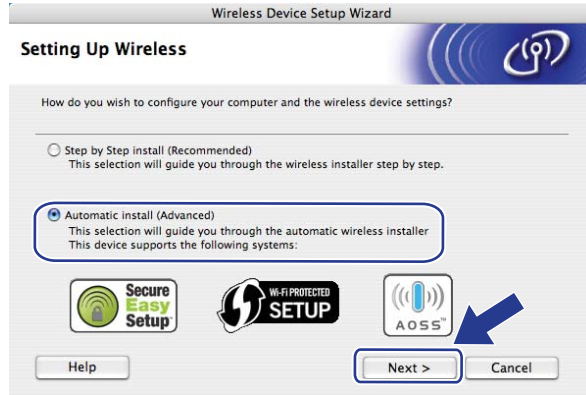 Wireless Device Setup Wizard
Setting Up Wireless
How do you wish to configure your computer and the wireless device settings?
Step by Step install (Recommended)
This selection will guide you through the wireless installer step by step.
Automatic install (Advanced)
This selection will guide you through the automatic wireless installer
This device supports the following systems:
Secure
Easy
Setup
Wi-Fi PROTECTED
SETUP
AOSS™
Help
Next >
Cancel